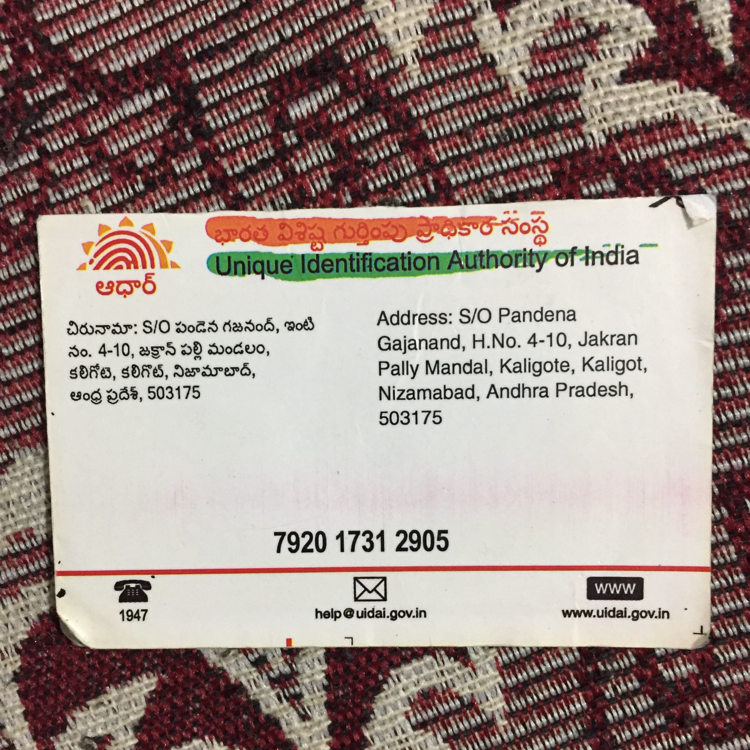 భారత విశిష్ట గుర్తింపు ప్రాధికార సంస్థ
Unique Identification Authority of India
ఆధార్
చిరునామా: S/O పండెన గజనంద్, ఇంటి
నం. 4-10, జక్రాన్ పల్లి మండలం,
కలిగోటె, కలిగోట్, నిజామాబాద్,
ఆంధ్ర ప్రదేశ్, 503175
Address: S/O Pandena
Gajanand, H.No. 4-10, Jakran
Pally Mandal, Kaligote, Kaligot,
Nizamabad, Andhra Pradesh,
503175
7920 1731 2905
1947
help@uidai.gov.in
WWW
www.uidai.gov.in